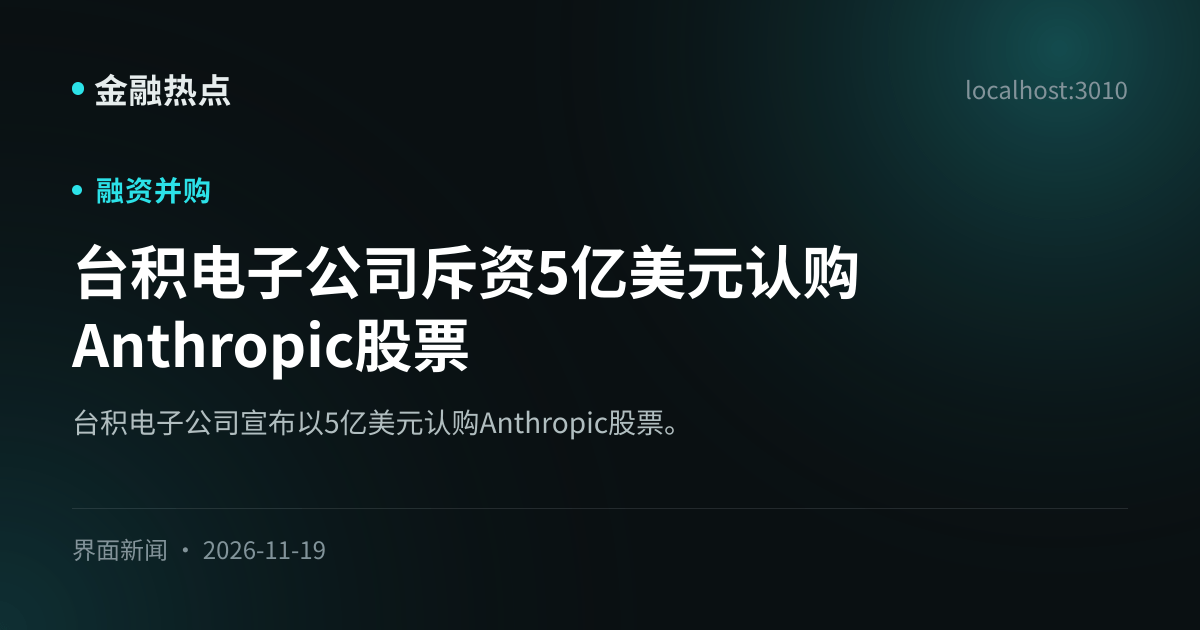 金融热点
localhost:3010
融资并购
台积电子公司斥资5亿美元认购
Anthropic股票
台积电子公司宣布以5亿美元认购Anthropic股票。
界面新闻 · 2026-11-19